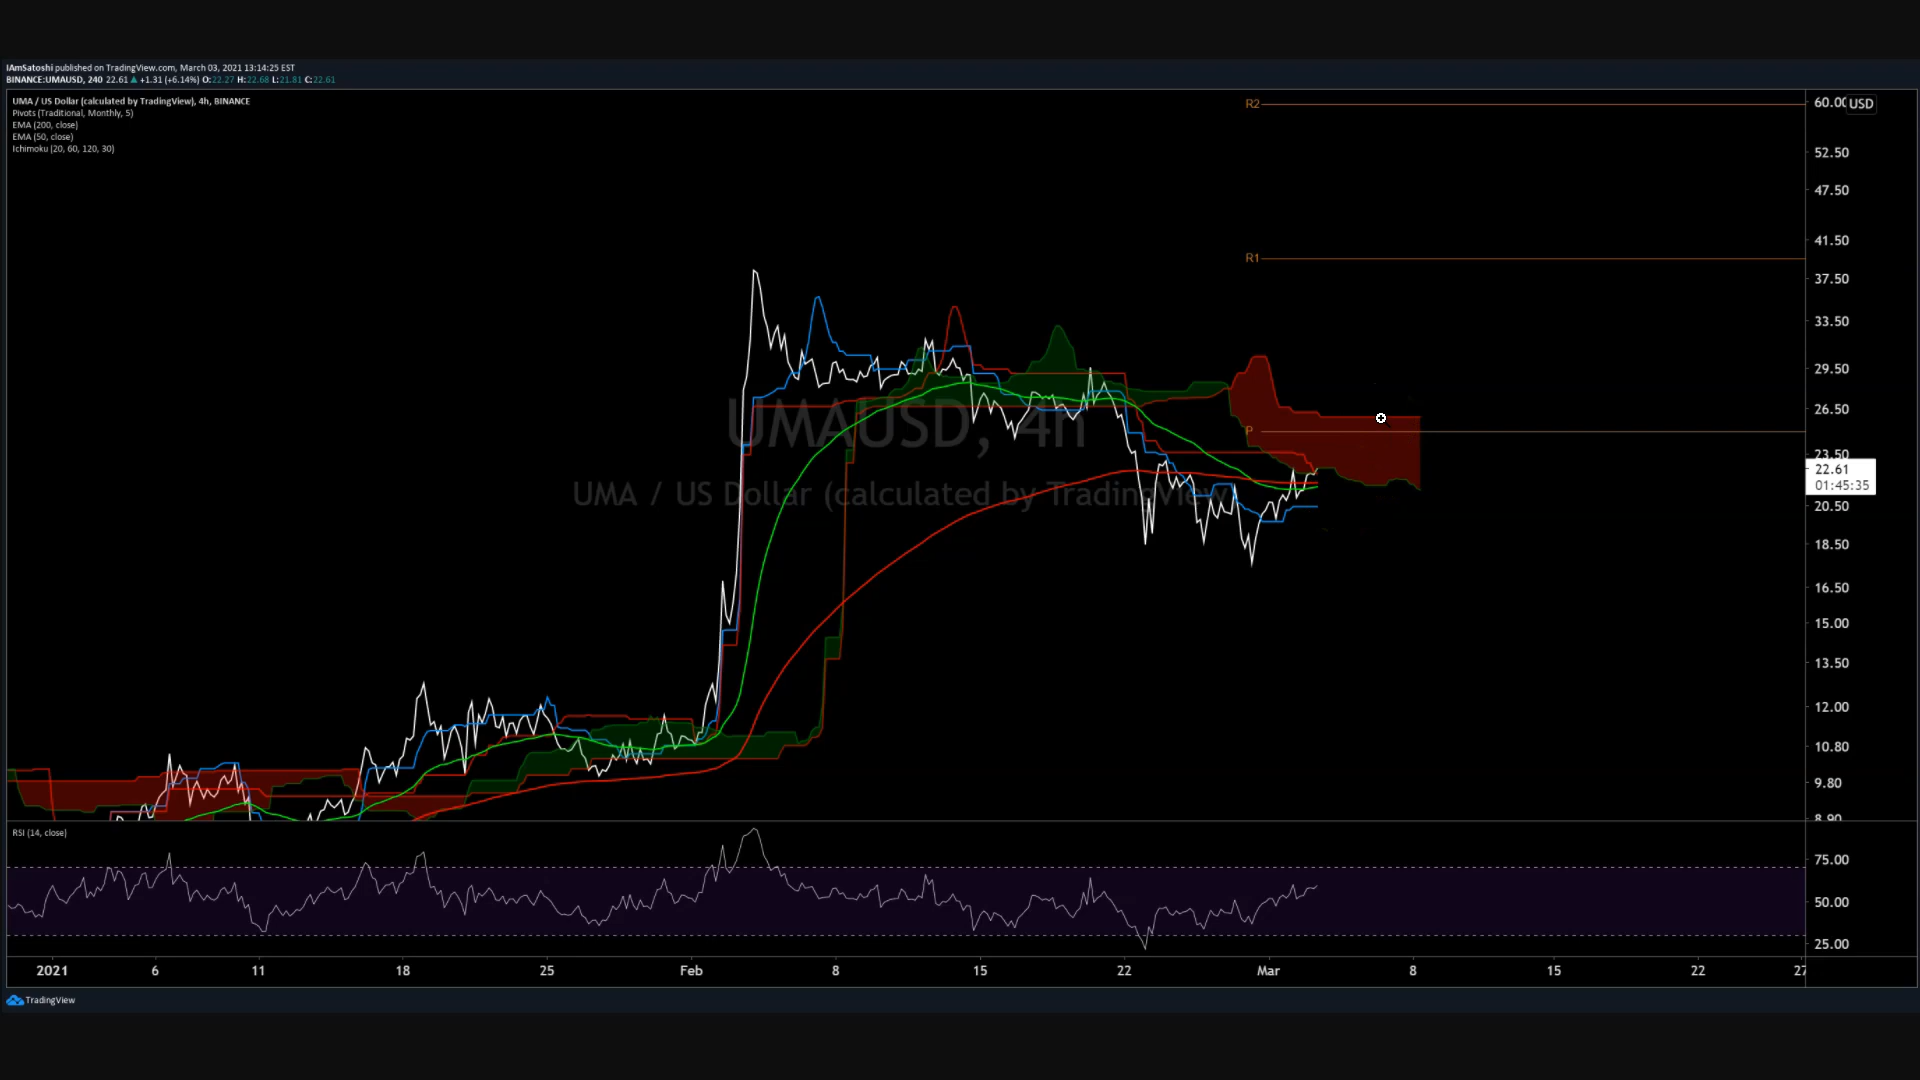 IAmSatoshi published on TradingView.com, March 03, 2021 13:14:25 EST
BINANCE:UMAUSD, 240 22.61 ▲ +1.31 (+6.14%) O:22.27 H:22.68 L:21.81 C:22.61
UMA / US Dollar (calculated by TradingView), 4h, BINANCE
Pivots (Traditional, Monthly, 5)
EMA (200, close)
EMA (50, close)
Ichimoku (20, 60, 120, 30)
R2
60.00 USD
52.50
47.50
41.50
R1
37.50
33.50
29.50
26.50
UMAUSD, 4h
P
23.50
22.61
01:45:35
UMA / US Dollar (calculated by TradingView)
20.50
18.50
16.50
15.00
13.50
12.00
10.80
9.80
8.90
RSI (14, close)
75.00
50.00
25.00
2021 6 11 18 25 Feb 8 15 22 Mar 8 15 22 27
TradingView